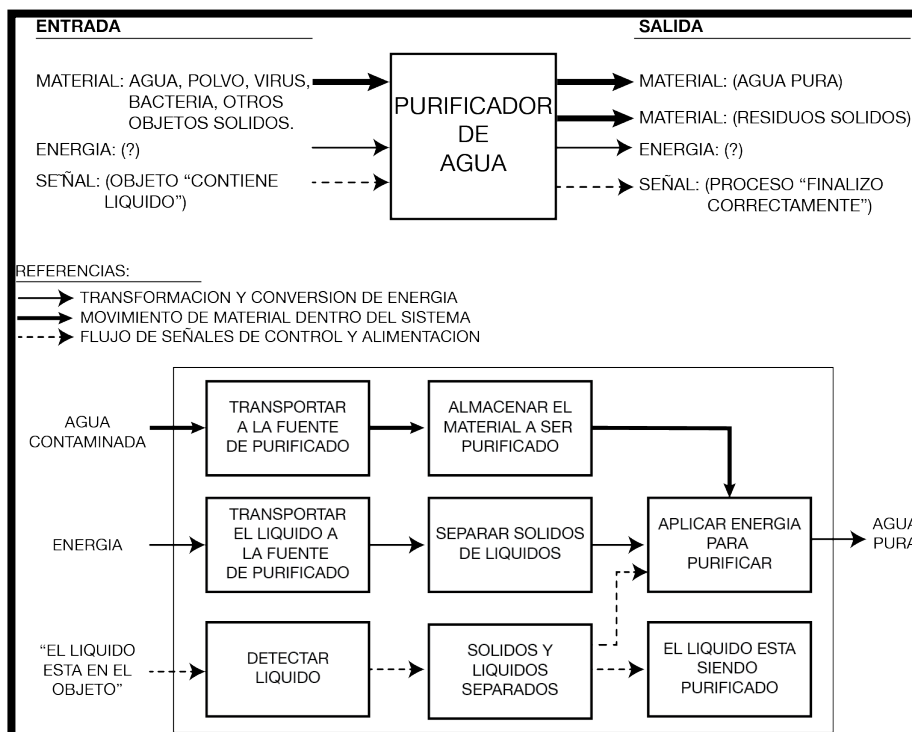 ENTRADA
SALIDA
MATERIAL: AGUA, POLVO, VIRUS,
BACTERIA, OTROS
OBJETOS SOLIDOS.
ENERGIA: (?)
SEÑAL: (OBJETO “CONTIENE
LIQUIDO”)
PURIFICADOR
DE
AGUA
MATERIAL: (AGUA PURA)
MATERIAL: (RESIDUOS SOLIDOS)
ENERGIA: (?)
SEÑAL: (PROCESO “FINALIZO
CORRECTAMENTE”)
REFERENCIAS:
TRANSFORMACION Y CONVERSION DE ENERGIA
MOVIMIENTO DE MATERIAL DENTRO DEL SISTEMA
FLUJO DE SEÑALES DE CONTROL Y ALIMENTACION
AGUA
CONTAMINADA
TRANSPORTAR
A LA FUENTE
DE PURIFICADO
ALMACENAR EL
MATERIAL A SER
PURIFICADO
ENERGIA
TRANSPORTAR
EL LIQUIDO A
LA FUENTE
DE PURIFICADO
SEPARAR SOLIDOS
DE LIQUIDOS
APLICAR ENERGIA
PARA
PURIFICAR
AGUA
PURA
“EL LIQUIDO
ESTA EN EL
OBJETO”
DETECTAR
LIQUIDO
SOLIDOS Y
LIQUIDOS
SEPARADOS
EL LIQUIDO ESTA
SIENDO
PURIFICADO